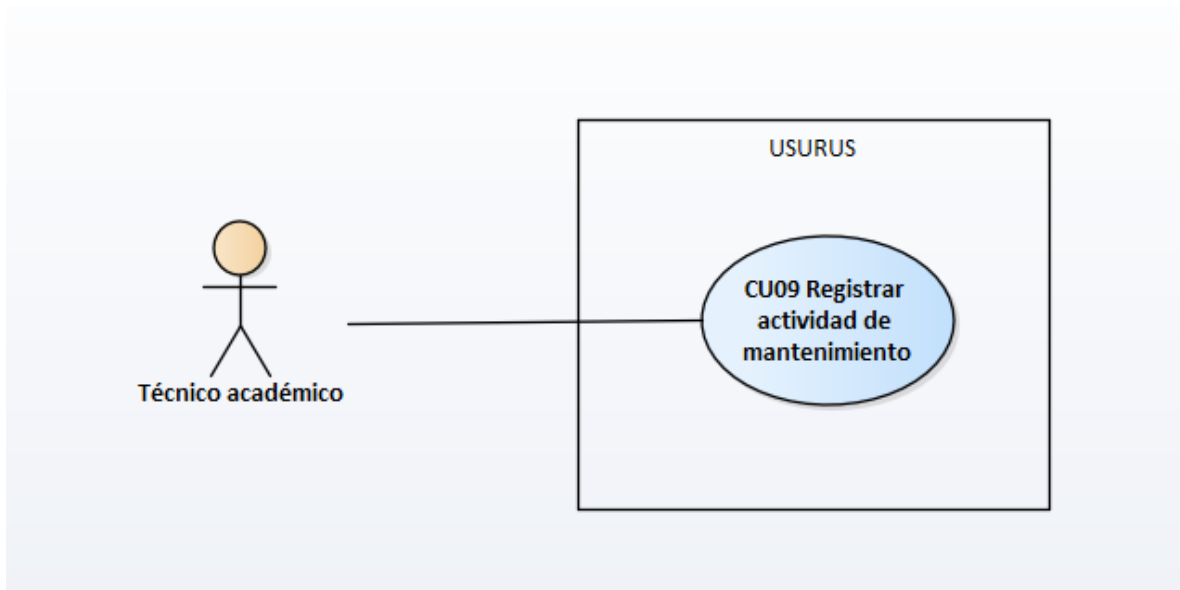 USURUS
CU09 Registrar
actividad de
mantenimiento
Técnico académico